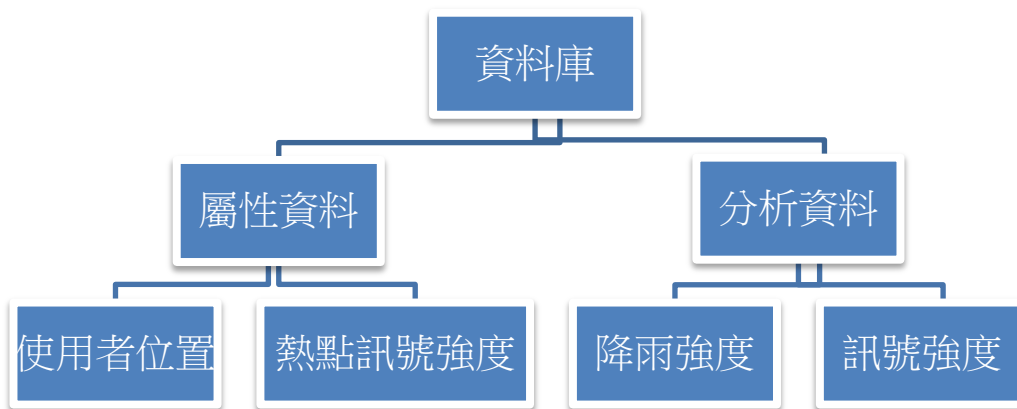 資料庫
屬性資料
分析資料
使用者位置
熱點訊號強度
降雨強度
訊號強度